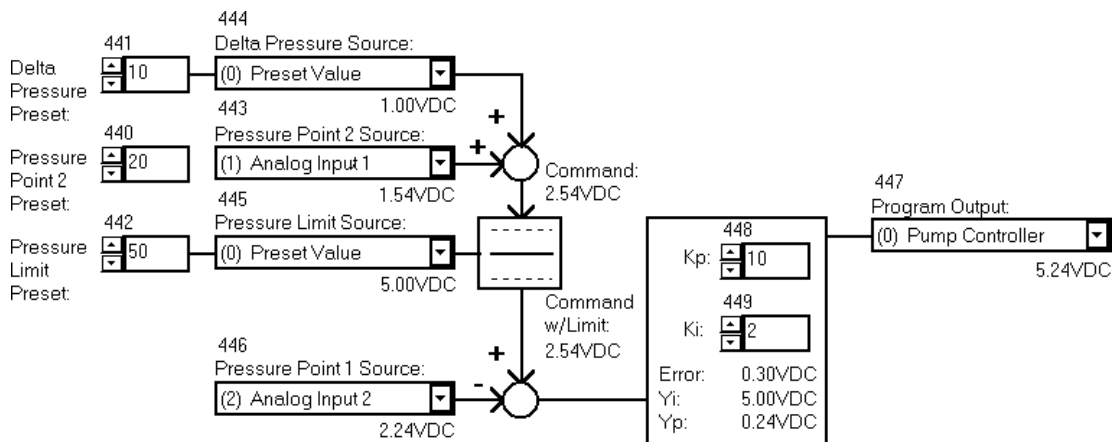 444
441
Delta Pressure Source:
Delta
Pressure
Preset:
10
(0) Preset Value
1.00VDC
+
443
440
Pressure Point 2 Source:
Pressure
Point 2
Preset:
20
(1) Analog Input 1
+
1.54VDC
Command:
2.54VDC
445
442
Pressure Limit Source:
Pressure
Limit
Preset:
50
(0) Preset Value
5.00VDC
Command
w/Limit:
2.54VDC
446
Pressure Point 1 Source:
(2) Analog Input 2
+
-
2.24VDC
448
Kp:
10
449
Ki:
2
Error: 0.30VDC
Yi: 5.00VDC
Yp: 0.24VDC
447
Program Output:
(0) Pump Controller
5.24VDC